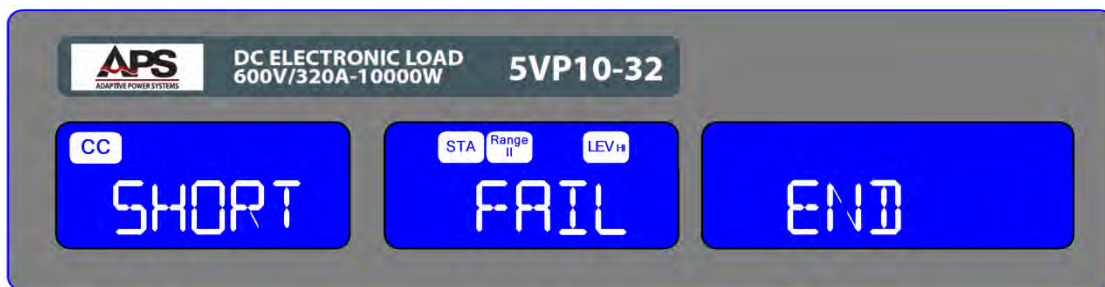 APS
ADAPTIVE POWER SYSTEMS
DC ELECTRONIC LOAD
600V/320A-10000W
5VP10-32
CC
SHORT
STA
Range
II
LEV HI
FAIL
END